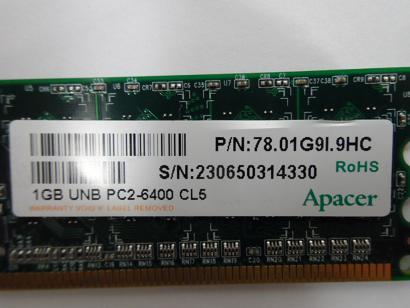 P/N:78.01G9I.9HC
S/N:230650314330
RoHS
1GB UNB PC2-6400 CL5
Apacer
WARRANTY VOID IF LABEL REMOVED